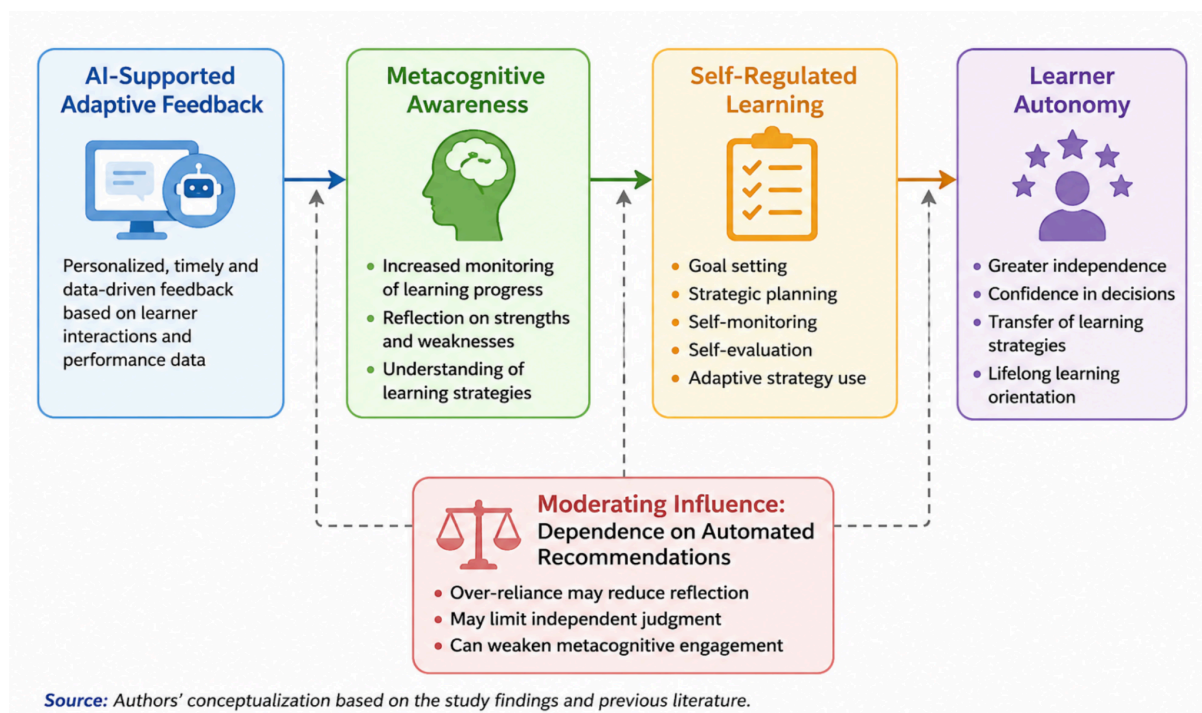 AI-Supported
Adaptive Feedback
Personalized, timely and
data-driven feedback
based on learner
interactions and
performance data
Metacognitive
Awareness
• Increased monitoring
of learning progress
• Reflection on strengths
and weaknesses
• Understanding of
learning strategies
Self-Regulated
Learning
• Goal setting
• Strategic planning
• Self-monitoring
• Self-evaluation
• Adaptive strategy use
Learner
Autonomy
• Greater independence
• Confidence in decisions
• Transfer of learning
strategies
• Lifelong learning
orientation
Moderating Influence:
Dependence on Automated
Recommendations
• Over-reliance may reduce reflection
• May limit independent judgment
• Can weaken metacognitive engagement
Source: Authors’ conceptualization based on the study findings and previous literature.